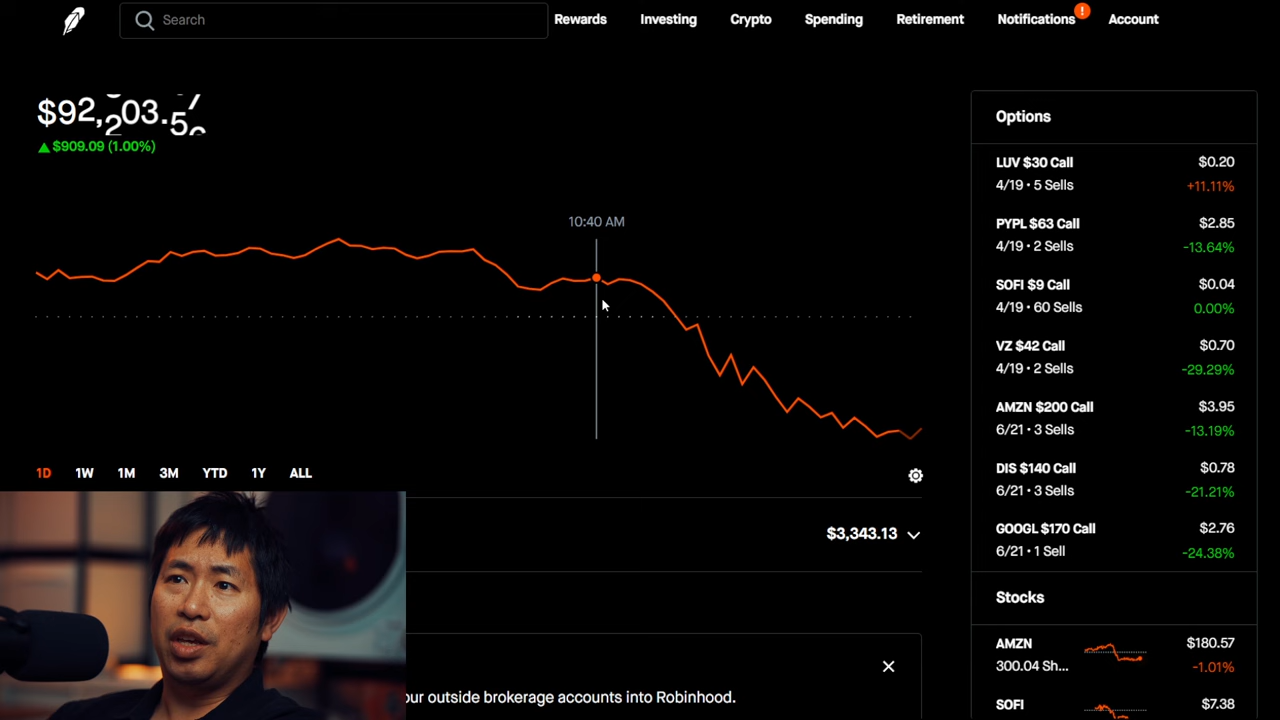 Search
Rewards
Investing
Crypto
Spending
Retirement
Notifications
!
Account
$909.09 (1.00%)
10:40 AM
1D
1W
1M
3M
YTD
1Y
ALL
$3,343.13
our outside brokerage accounts into Robinhood.
Options
LUV $30 Call $0.20
4/19 • 5 Sells +11.11%
PYPL $63 Call $2.85
4/19 • 2 Sells -13.64%
SOFI $9 Call $0.04
4/19 • 60 Sells 0.00%
VZ $42 Call $0.70
4/19 • 2 Sells -29.29%
AMZN $200 Call $3.95
6/21 • 3 Sells -13.19%
DIS $140 Call $0.78
6/21 • 3 Sells -21.21%
GOOGL $170 Call $2.76
6/21 • 1 Sell -24.38%
Stocks
AMZN $180.57
300.04 Sh... -1.01%
SOFI $7.38